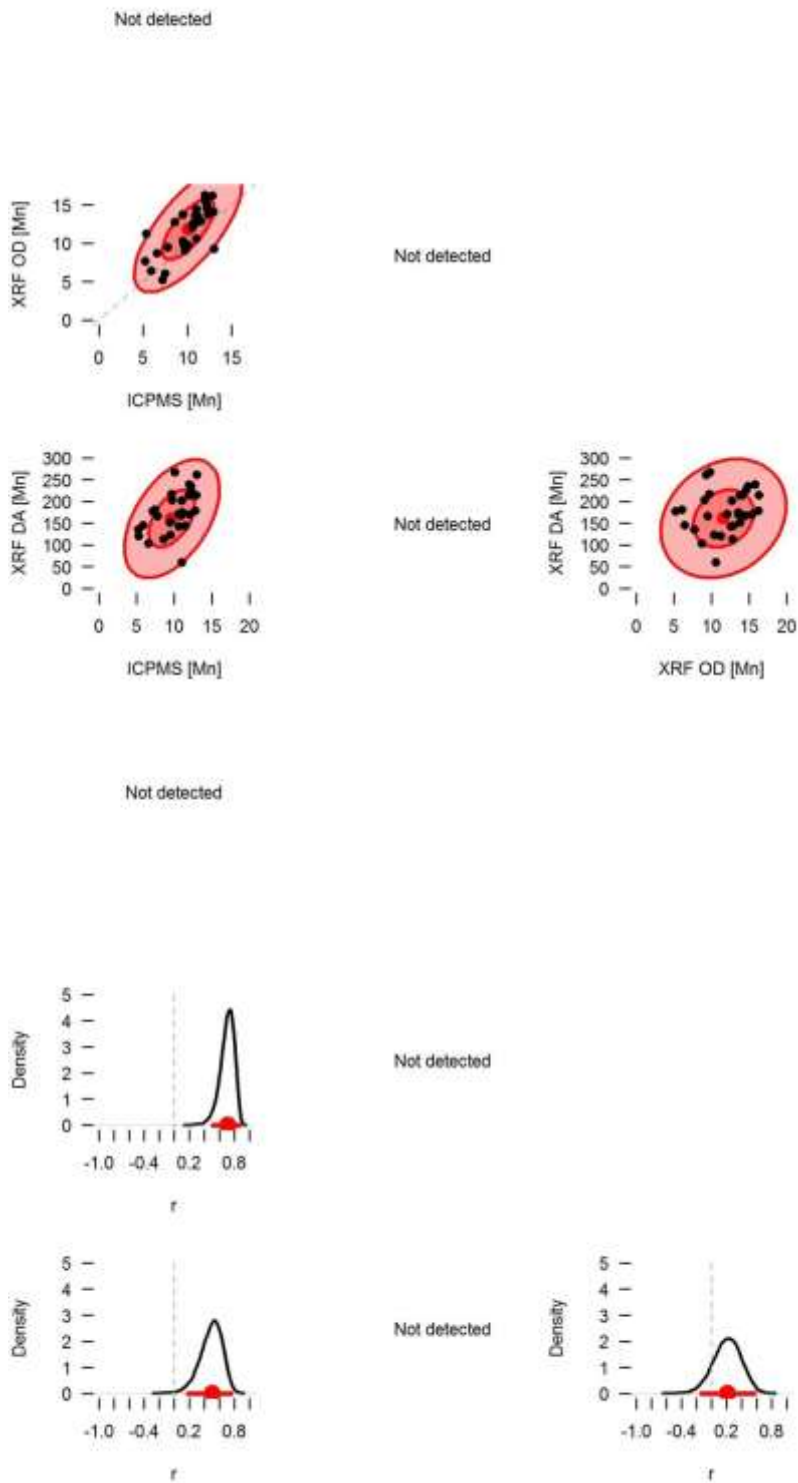 Not detected
XRF OD [Mn]
15
10
5
0
0 5 10 15
ICPMS [Mn]
Not detected
XRF DA [Mn]
300
250
200
150
100
50
0
0 5 10 15 20
ICPMS [Mn]
Not detected
XRF DA [Mn]
300
250
200
150
100
50
0
0 5 10 15 20
XRF OD [Mn]
Not detected
Density
5
4
3
2
1
0
-1.0 -0.4 0.2 0.8
r
Not detected
Density
5
4
3
2
1
0
-1.0 -0.4 0.2 0.8
r
Not detected
Density
5
4
3
2
1
0
-1.0 -0.4 0.2 0.8
r